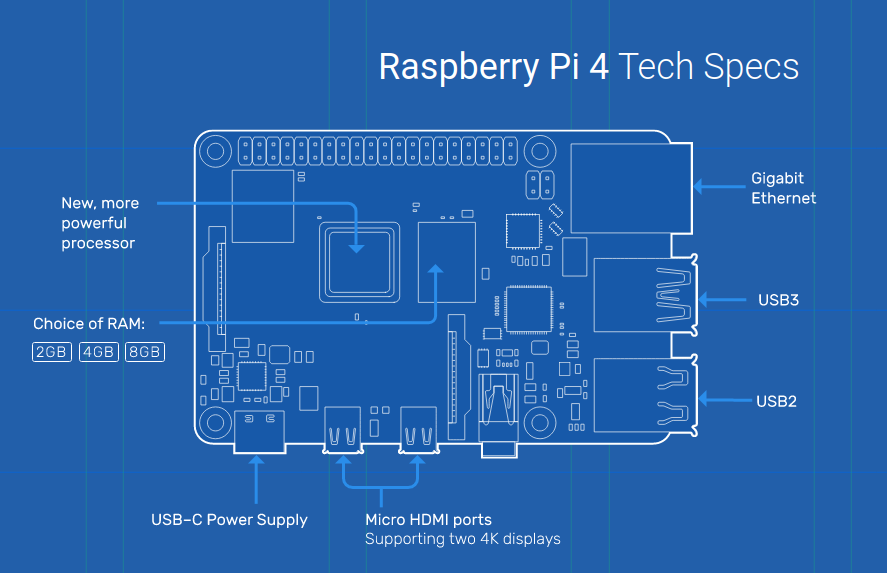 Raspberry Pi 4 Tech Specs
New, more
powerful
processor
Gigabit
Ethernet
USB3
Choice of RAM:
2GB 4GB 8GB
USB2
USB-C Power Supply
Micro HDMI ports
Supporting two 4K displays